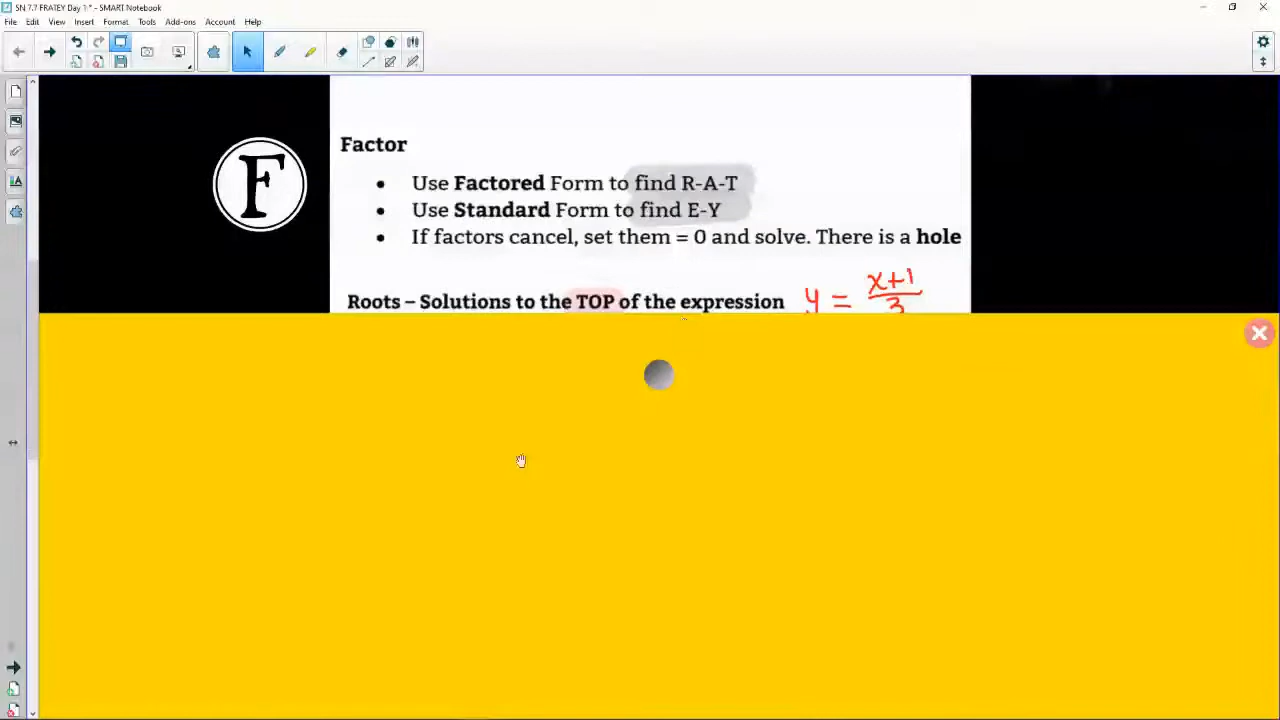 SN 7.7 FRATEY Day 1.* - SMART Notebook
File Edit View Insert Format Tools Add-ons Account Help
Factor
F
• Use Factored Form to find R-A-T
• Use Standard Form to find E-Y
• If factors cancel, set them = 0 and solve. There is a hole
Roots – Solutions to the TOP of the expression
y = x+1
3